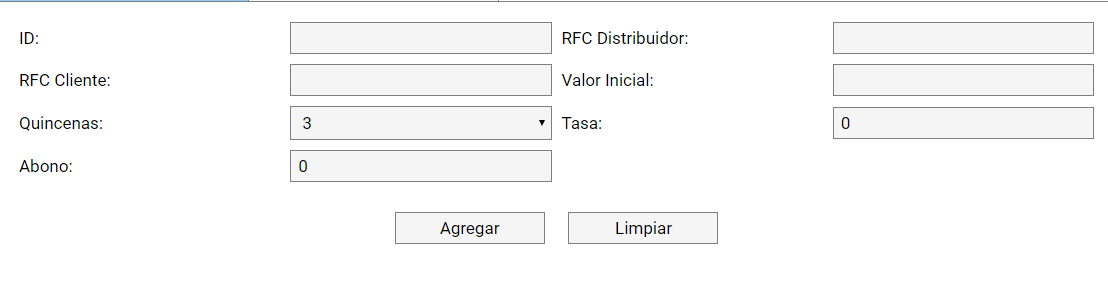 ID: RFC Distribuidor:
RFC Cliente: Valor Inicial:
Quincenas: 3 Tasa: 0
Abono: 0
Agregar Limpiar